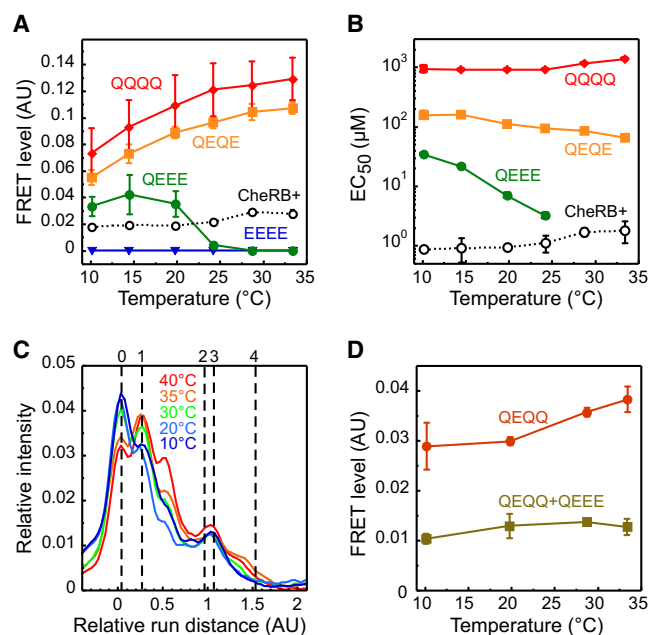 A
FRET level (AU)
0.14
0.12
0.1
0.08
0.06
0.04
0.02
0
QQQQ
QEQE
QEEE
CheRB+
EEEE
10 15 20 25 30 35
Temperature (°C)
B
EC50 (µM)
10³
10²
10¹
10⁰
QQQQ
QEQE
QEEE
CheRB+
10 15 20 25 30 35
Temperature (°C)
C
0 1 2 3 4
Relative intensity
0.05
0.04
0.03
0.02
0.01
0
40°C
35°C
30°C
20°C
10°C
0 0.5 1 1.5 2
Relative run distance (AU)
D
FRET level (AU)
0.04
0.03
0.02
0.01
0
QEQQ
QEQQ+QEEE
10 15 20 25 30 35
Temperature (°C)